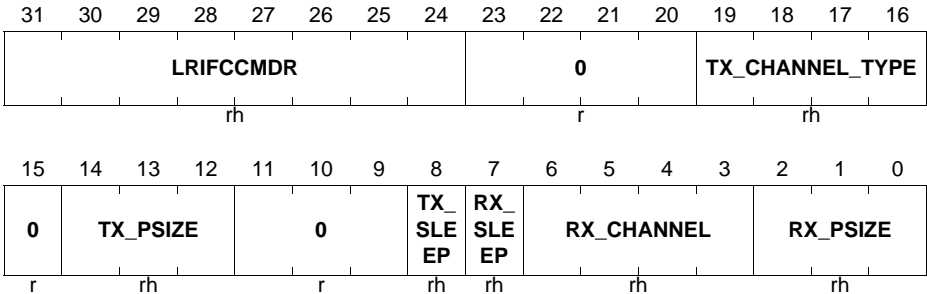 31 30 29 28 27 26 25 24 23 22 21 20 19 18 17 16
LRIFCCMDR 0 TX_CHANNEL_TYPE
rh r rh
15 14 13 12 11 10 9 8 7 6 5 4 3 2 1 0
0 TX_PSIZE 0 TX_ RX_ RX_CHANNEL RX_PSIZE
SLE SLE
EP EP
r rh r rh rh rh rh